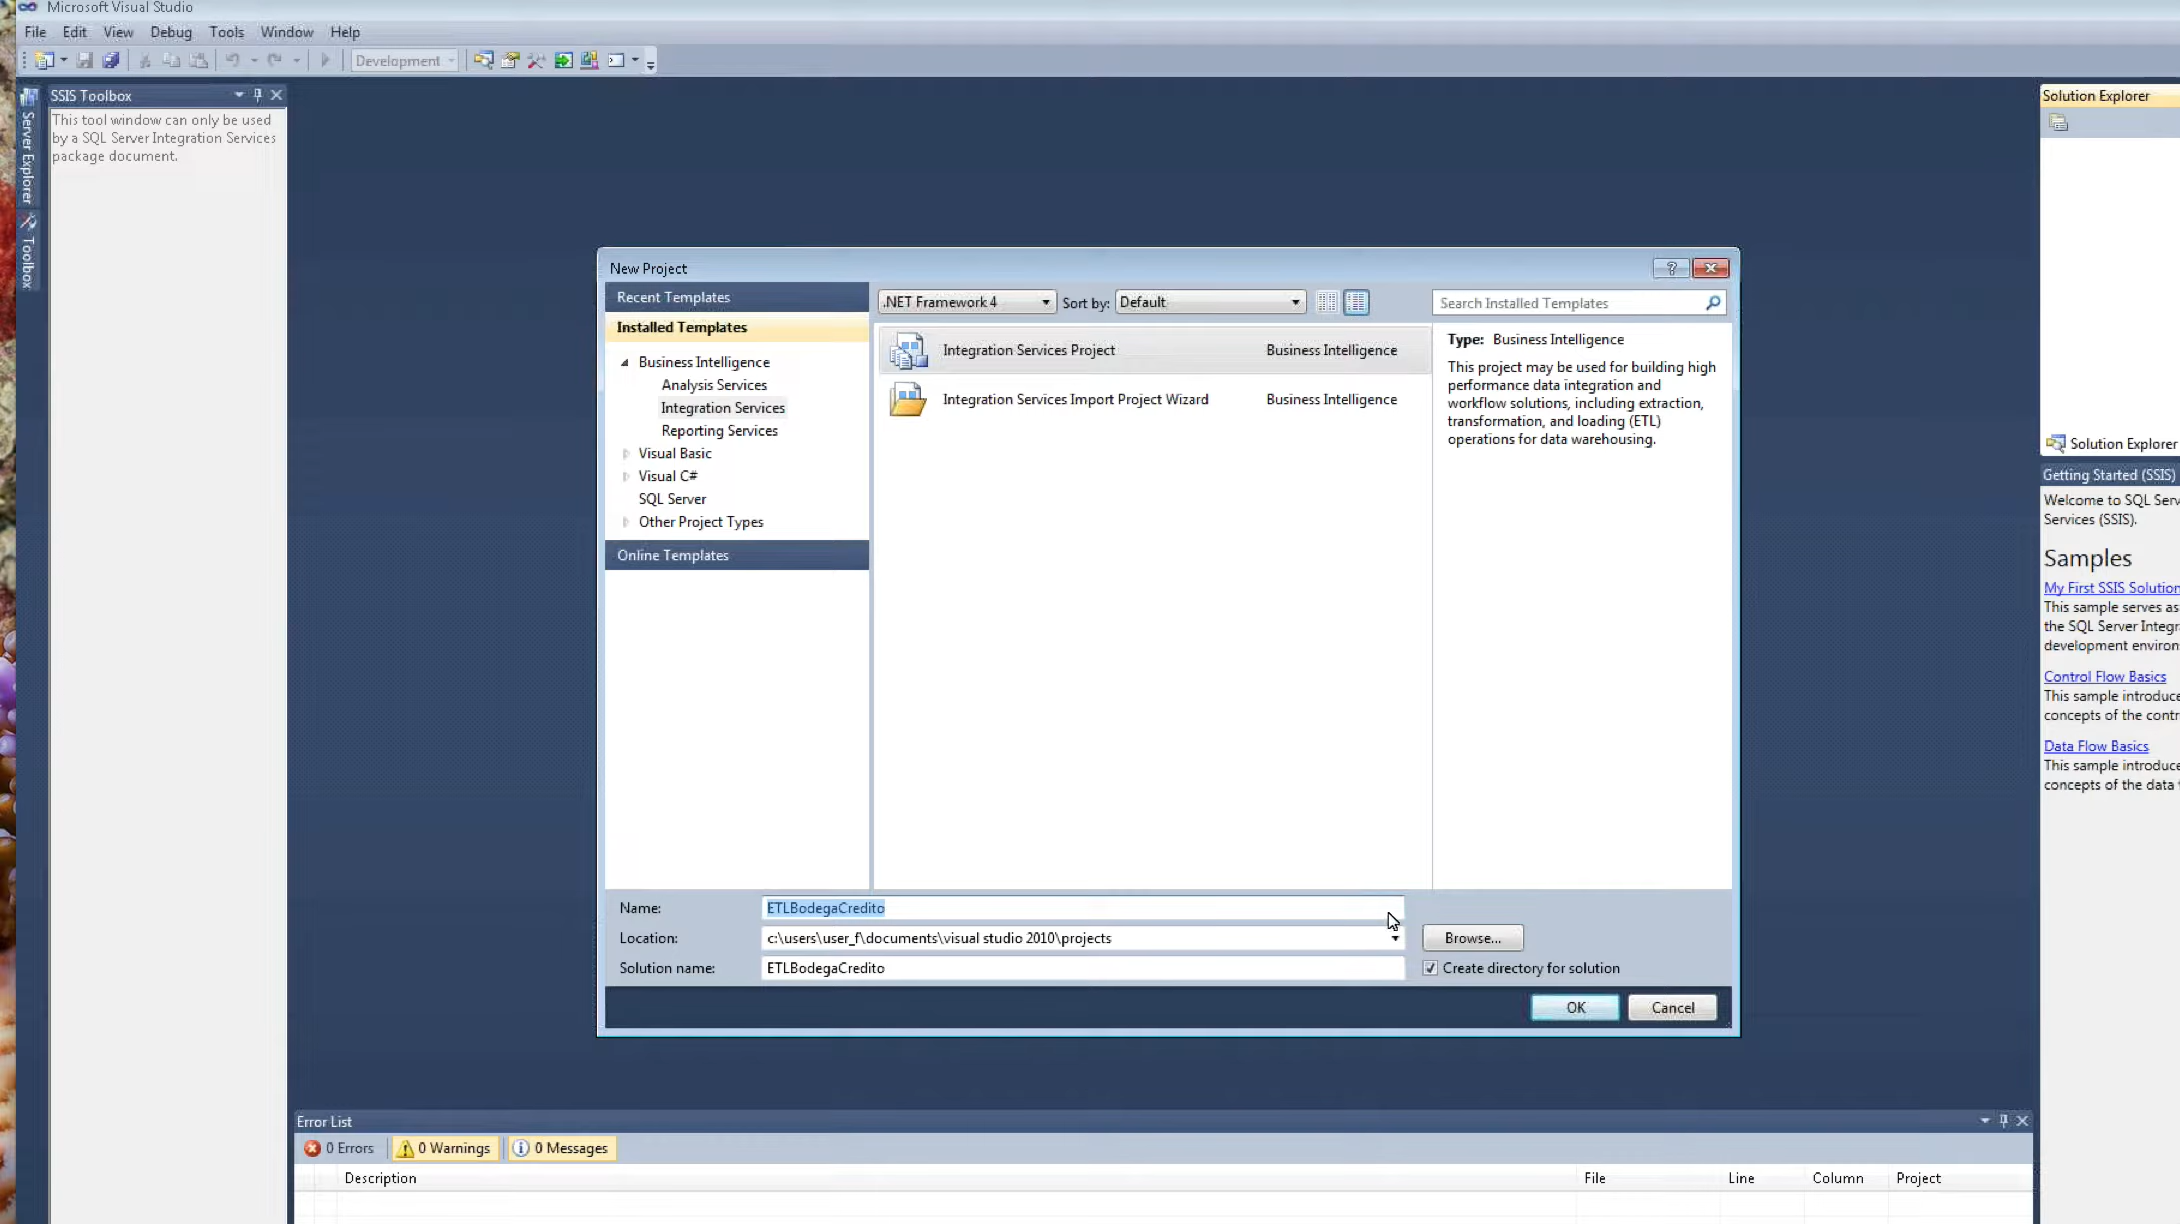 Microsoft Visual Studio
File Edit View Debug Tools Window Help
Development
Server Explorer
Toolbox
SSIS Toolbox
This tool window can only be used
by a SQL Server Integration Services
package document.
New Project
Recent Templates
Installed Templates
Business Intelligence
Analysis Services
Integration Services
Reporting Services
Visual Basic
Visual C#
SQL Server
Other Project Types
Online Templates
.NET Framework 4 Sort by: Default
Search Installed Templates
Integration Services Project Business Intelligence
Integration Services Import Project Wizard Business Intelligence
Type: Business Intelligence
This project may be used for building high
performance data integration and
workflow solutions, including extraction,
transformation, and loading (ETL)
operations for data warehousing.
Name: ETLBodegaCredito
Location: c:\users\user_f\documents\visual studio 2010\projects
Browse...
Solution name: ETLBodegaCredito
Create directory for solution
OK Cancel
Solution Explorer
Solution Explorer
Getting Started (SSIS)
Welcome to SQL Serv
Services (SSIS).
Samples
My First SSIS Solution
This sample serves as
the SQL Server Integr
development environ
Control Flow Basics
This sample introduce
concepts of the contr
Data Flow Basics
This sample introduce
concepts of the data
Error List
0 Errors 0 Warnings 0 Messages
Description File Line Column Project